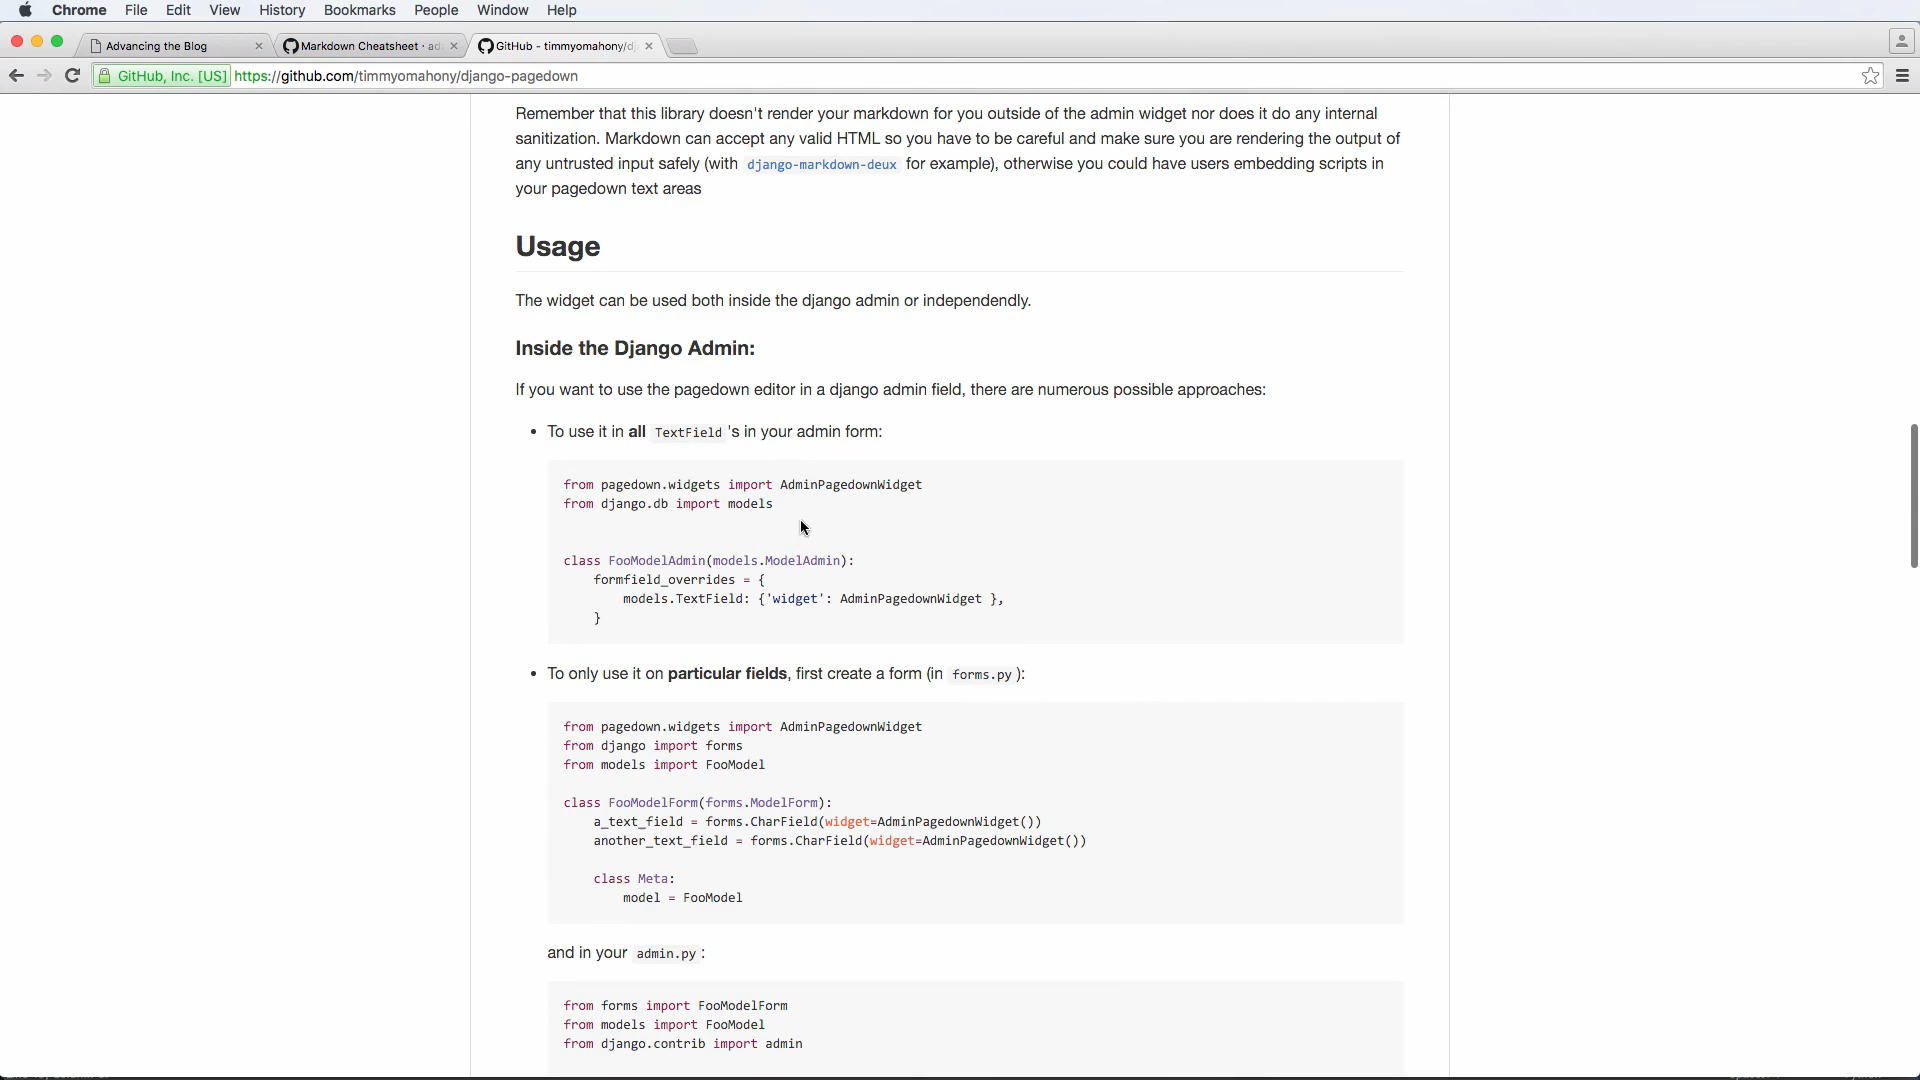 Chrome File Edit View History Bookmarks People Window Help
Advancing the Blog
Markdown Cheatsheet · ad
GitHub - timmyomahony/dj
GitHub, Inc. [US] https://github.com/timmyomahony/django-pagedown
Remember that this library doesn't render your markdown for you outside of the admin widget nor does it do any internal
sanitization. Markdown can accept any valid HTML so you have to be careful and make sure you are rendering the output of
any untrusted input safely (with django-markdown-deux for example), otherwise you could have users embedding scripts in
your pagedown text areas
Usage
The widget can be used both inside the django admin or independendly.
Inside the Django Admin:
If you want to use the pagedown editor in a django admin field, there are numerous possible approaches:
• To use it in all TextField 's in your admin form:
from pagedown.widgets import AdminPagedownWidget
from django.db import models
class FooModelAdmin(models.ModelAdmin):
formfield_overrides = {
models.TextField: {'widget': AdminPagedownWidget },
}
• To only use it on particular fields, first create a form (in forms.py ):
from pagedown.widgets import AdminPagedownWidget
from django import forms
from models import FooModel
class FooModelForm(forms.ModelForm):
a_text_field = forms.CharField(widget=AdminPagedownWidget())
another_text_field = forms.CharField(widget=AdminPagedownWidget())
class Meta:
model = FooModel
and in your admin.py :
from forms import FooModelForm
from models import FooModel
from django.contrib import admin